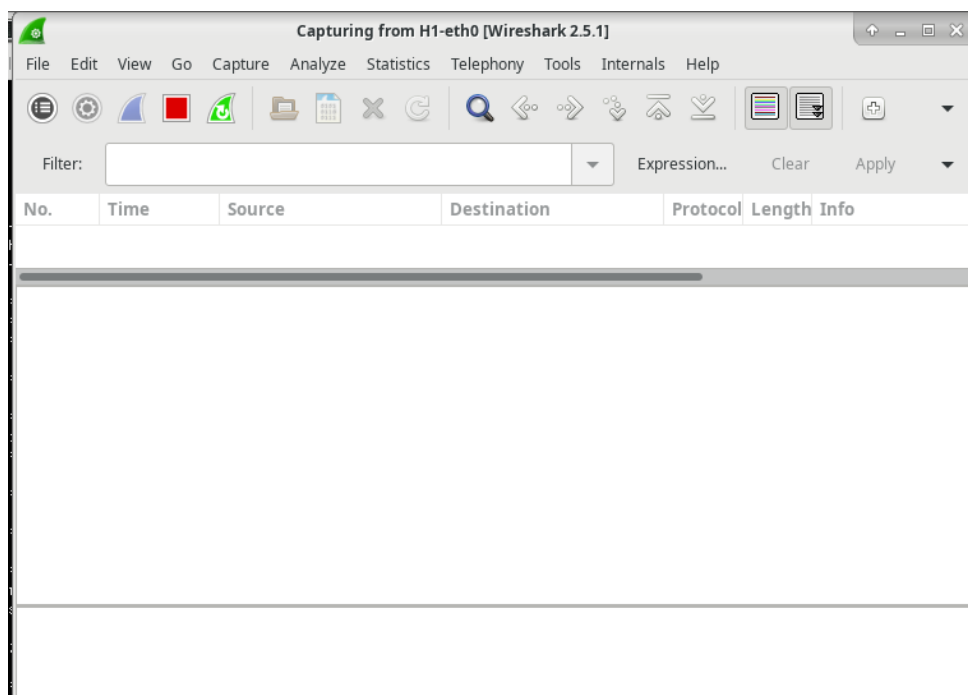 Capturing from H1-eth0 [Wireshark 2.5.1]
File Edit View Go Capture Analyze Statistics Telephony Tools Internals Help
Filter: Expression... Clear Apply
No. Time Source Destination Protocol Length Info